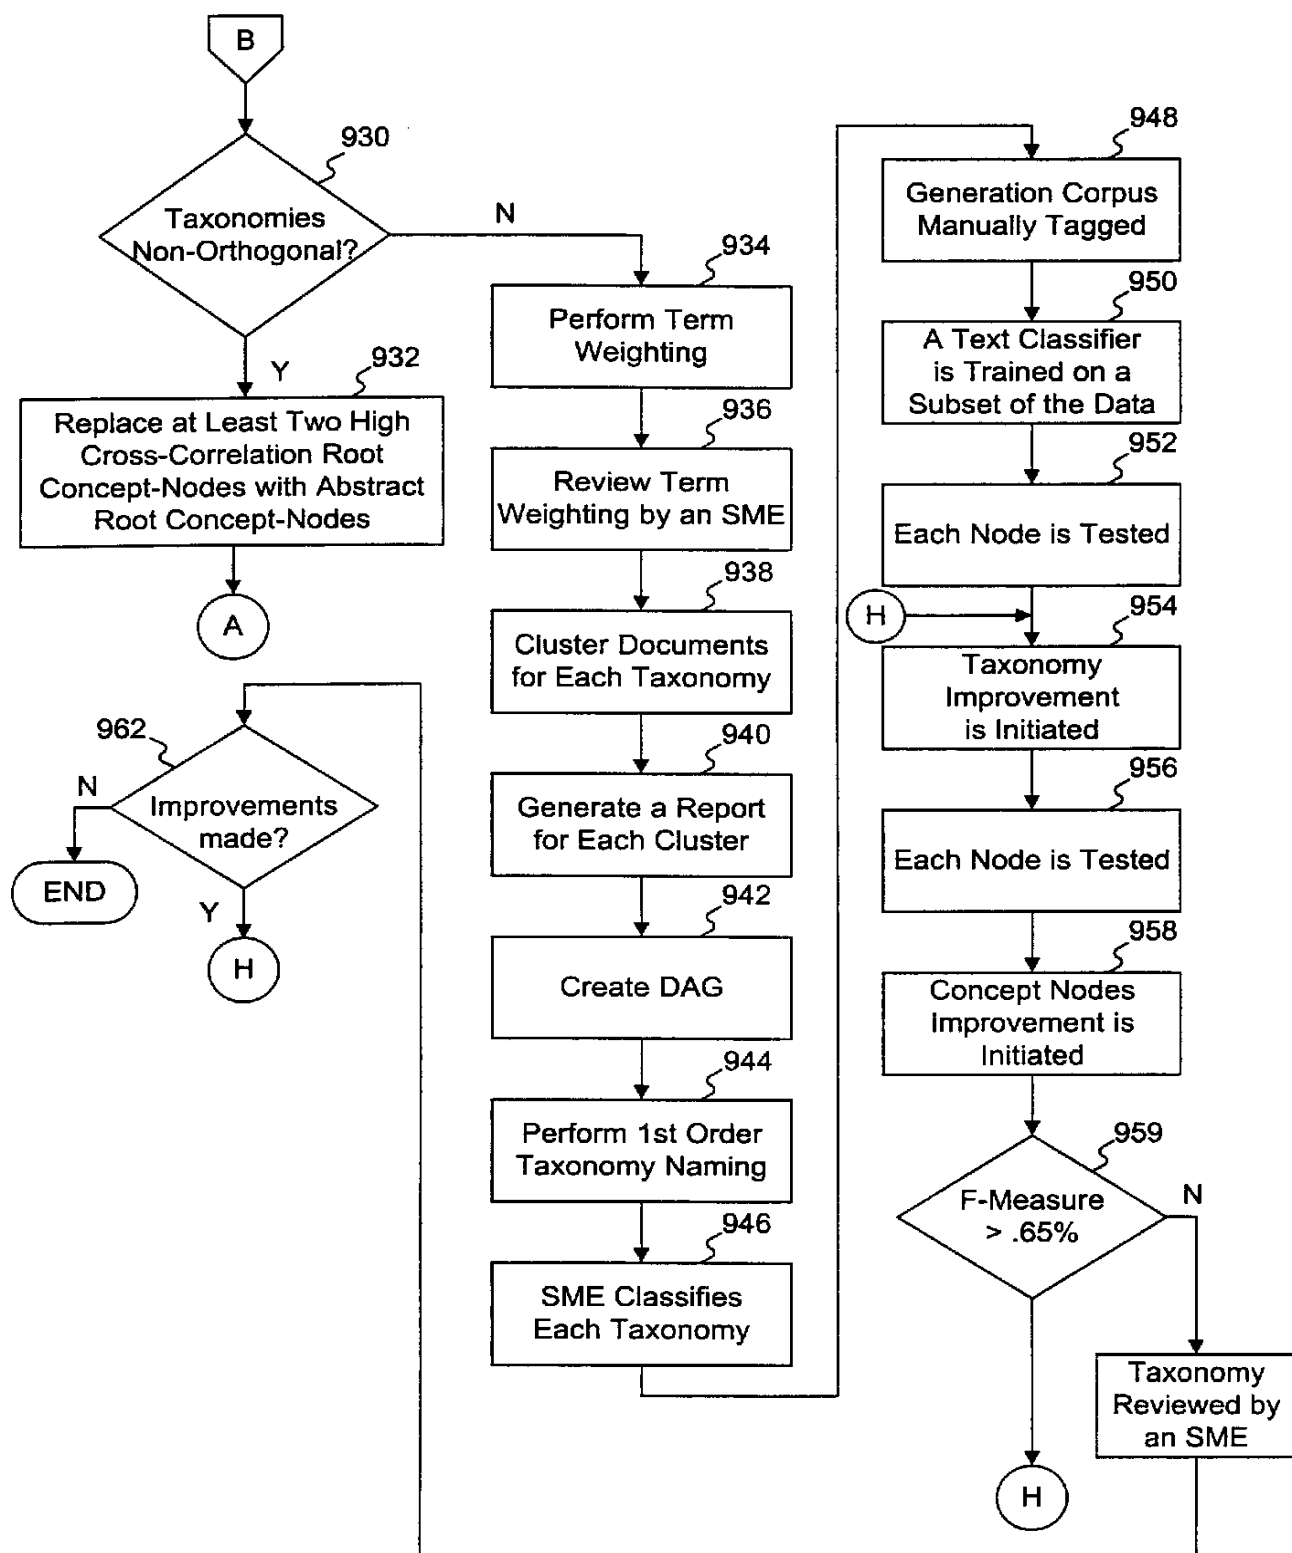 B
930
Taxonomies
Non-Orthogonal?
N
Y
932
Replace at Least Two High
Cross-Correlation Root
Concept-Nodes with Abstract
Root Concept-Nodes
A
962
N
Improvements
made?
END
Y
H
934
Perform Term
Weighting
936
Review Term
Weighting by an SME
938
Cluster Documents
for Each Taxonomy
940
Generate a Report
for Each Cluster
942
Create DAG
944
Perform 1st Order
Taxonomy Naming
946
SME Classifies
Each Taxonomy
948
Generation Corpus
Manually Tagged
950
A Text Classifier
is Trained on a
Subset of the Data
952
Each Node is Tested
H
954
Taxonomy
Improvement
is Initiated
956
Each Node is Tested
958
Concept Nodes
Improvement is
Initiated
959
F-Measure
> .65%
N
Taxonomy
Reviewed by
an SME
H